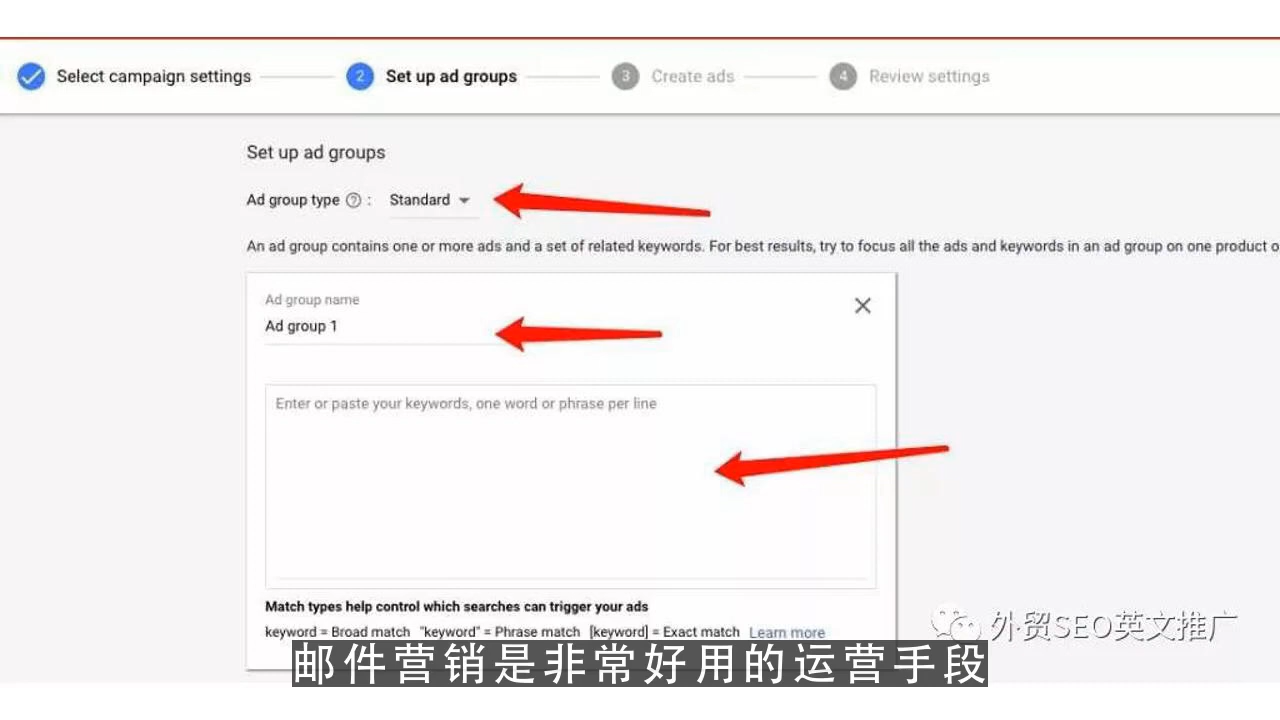 Select campaign settings
2 Set up ad groups
3 Create ads
4 Review settings
Set up ad groups
Ad group type ? : Standard
An ad group contains one or more ads and a set of related keywords. For best results, try to focus all the ads and keywords in an ad group on one product o
Ad group name
Ad group 1
Enter or paste your keywords, one word or phrase per line
Match types help control which searches can trigger your ads
keyword = Broad match "keyword" = Phrase match [keyword] = Exact match Learn more
外贸SEO英文推广
邮件营销是非常好用的运营手段